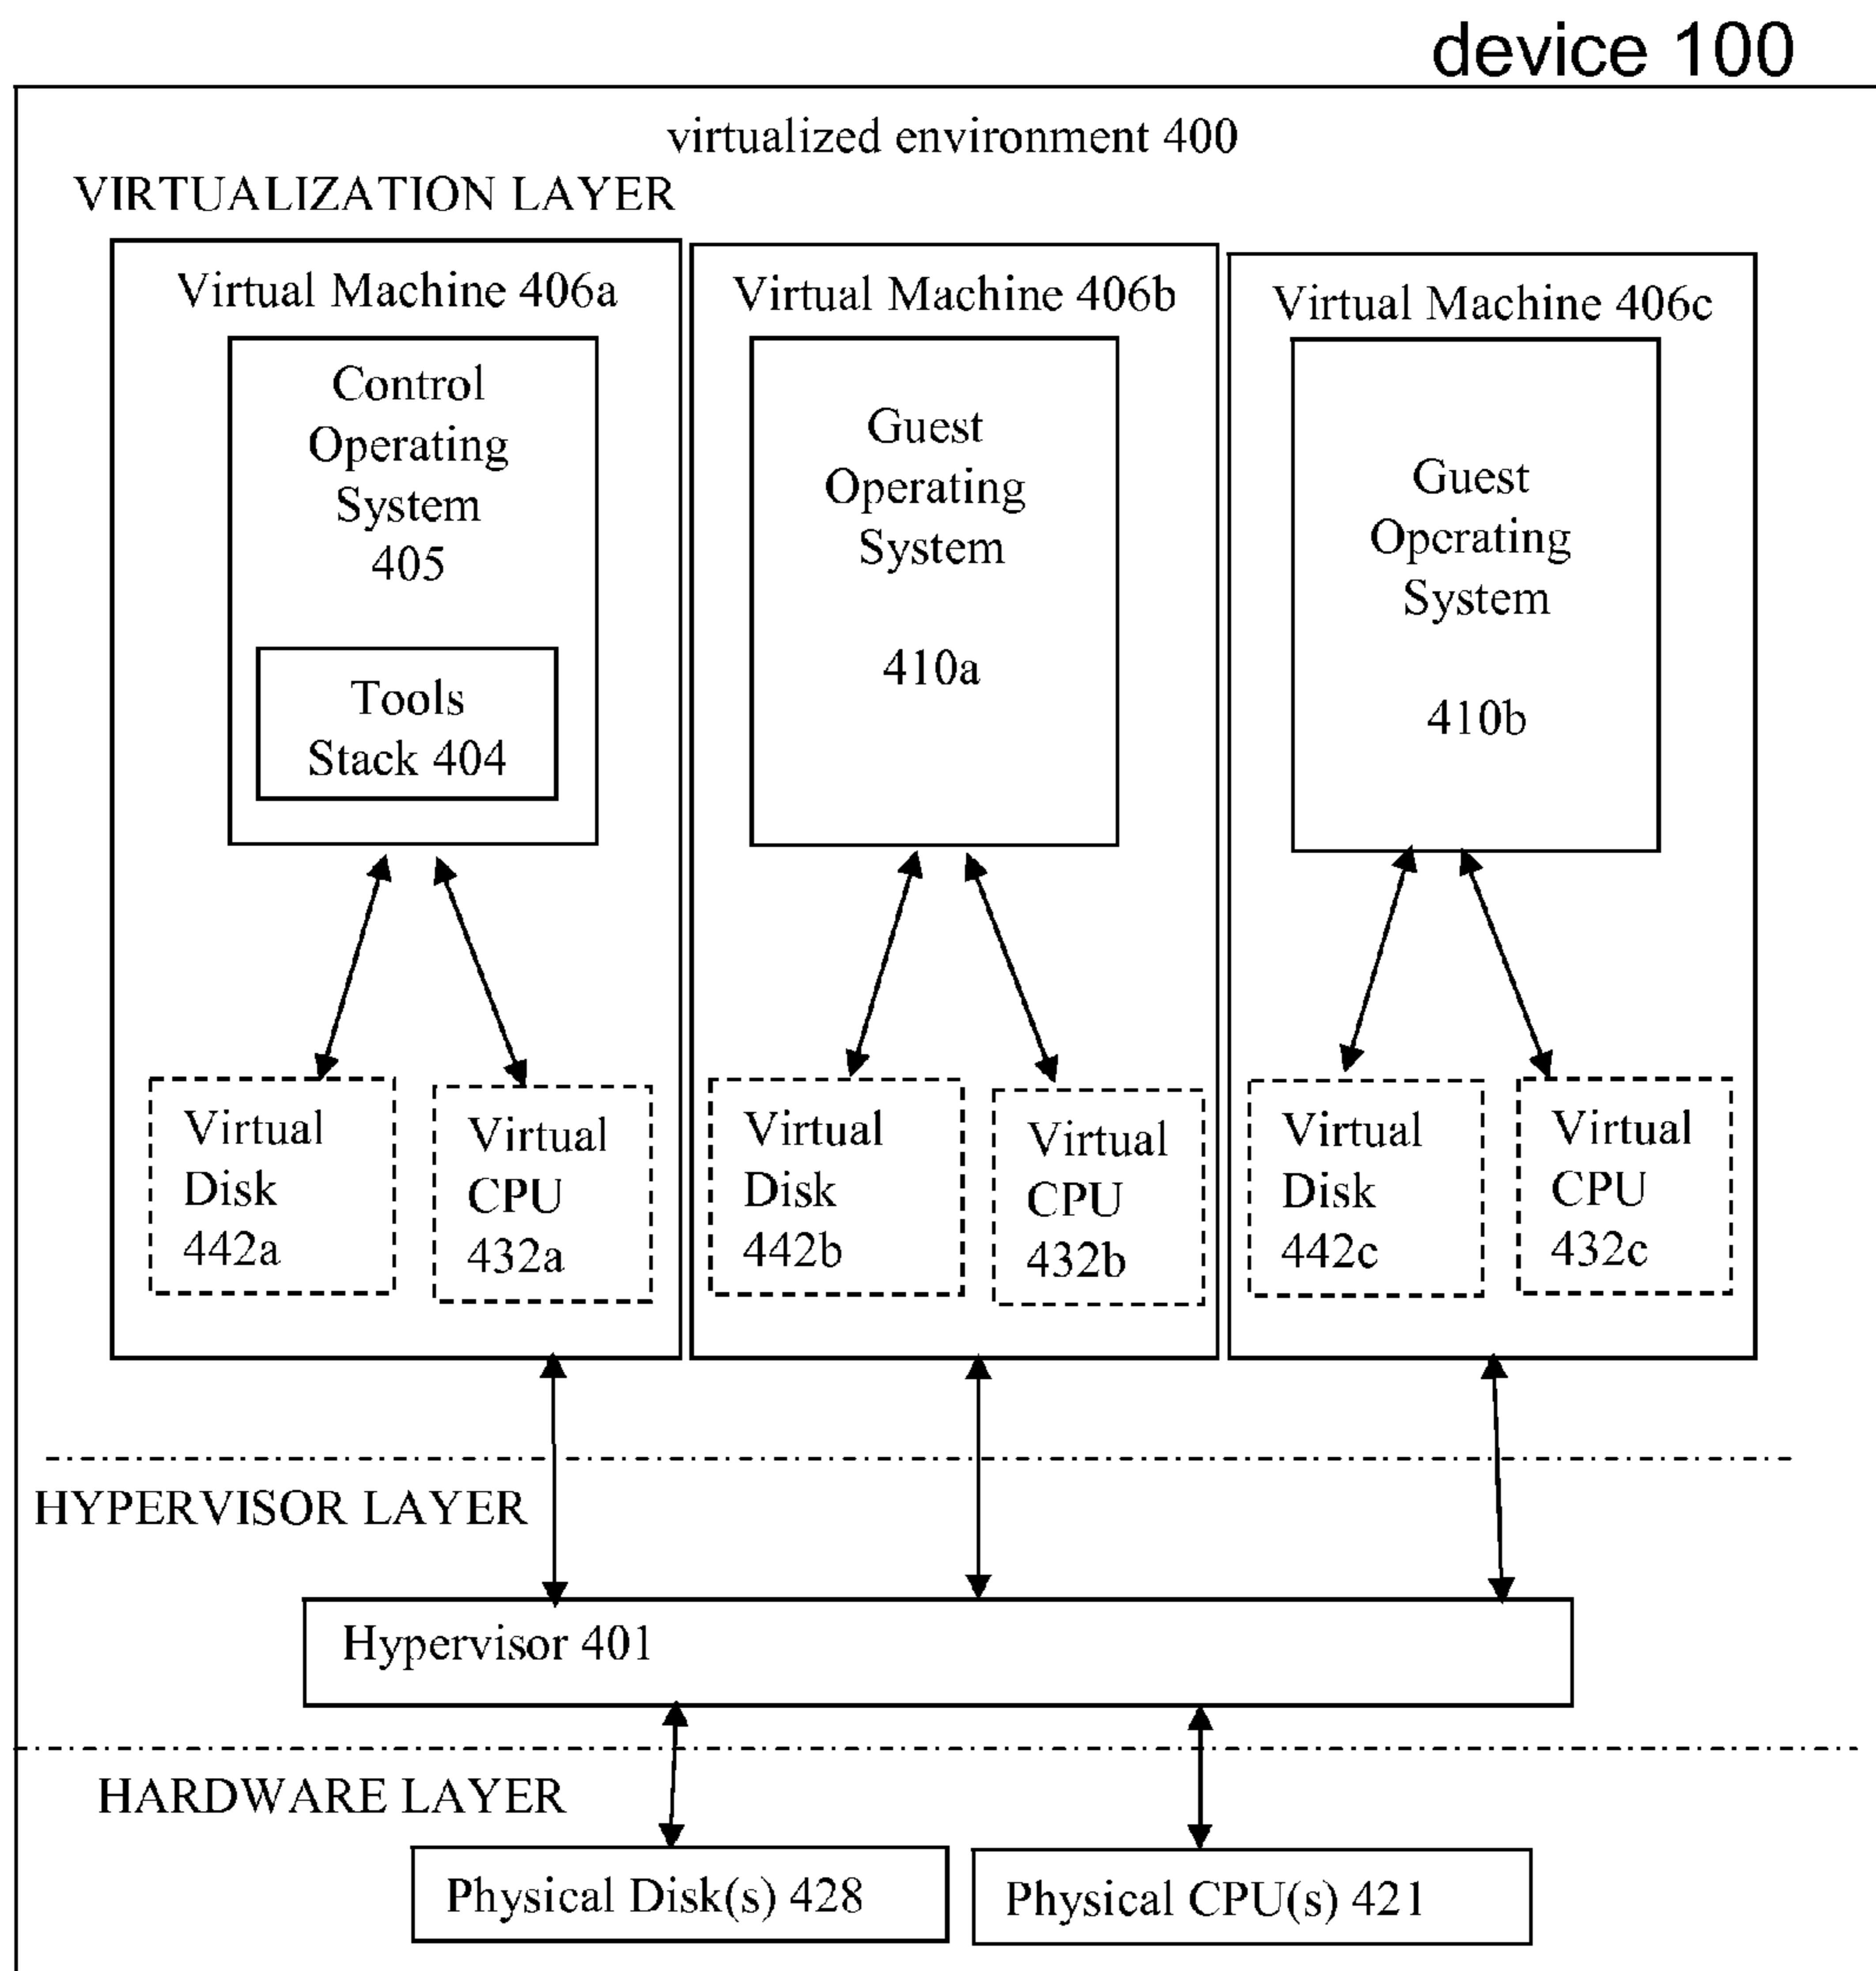 device 100
virtualized environment 400
VIRTUALIZATION LAYER
Virtual Machine 406a
Control
Operating
System
405
Tools
Stack 404
Virtual
Disk
442a
Virtual
CPU
432a
Virtual Machine 406b
Guest
Operating
System
410a
Virtual
Disk
442b
Virtual
CPU
432b
Virtual Machine 406c
Guest
Operating
System
410b
Virtual
Disk
442c
Virtual
CPU
432c
HYPERVISOR LAYER
Hypervisor 401
HARDWARE LAYER
Physical Disk(s) 428
Physical CPU(s) 421